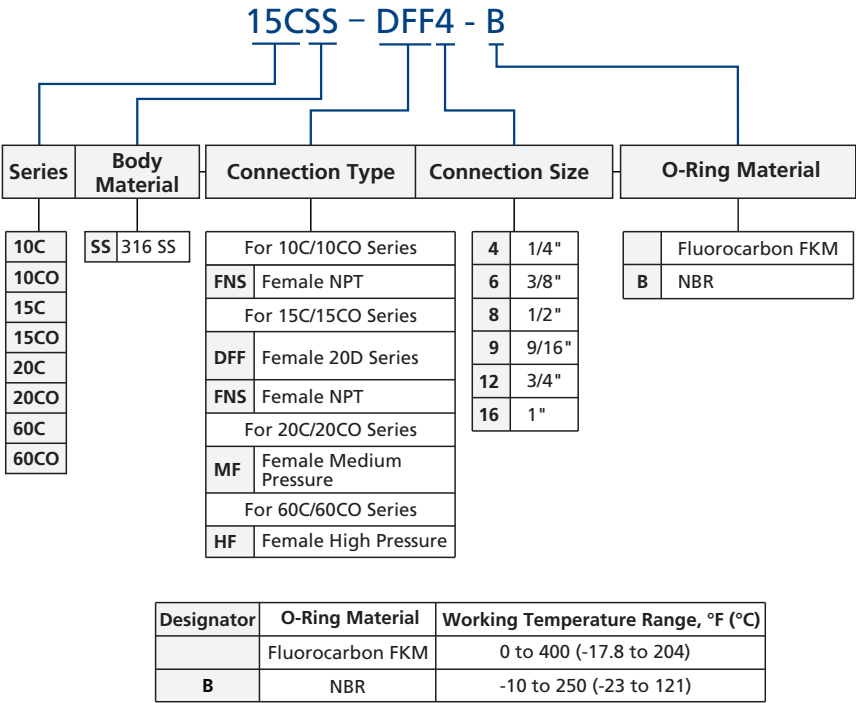 15CSS – DFF4 - B
Series
Body
Material
Connection Type
Connection Size
O-Ring Material
10C
10CO
15C
15CO
20C
20CO
60C
60CO
SS 316 SS
For 10C/10CO Series
FNS Female NPT
For 15C/15CO Series
DFF Female 20D Series
FNS Female NPT
For 20C/20CO Series
MF Female Medium
Pressure
For 60C/60CO Series
HF Female High Pressure
4 1/4"
6 3/8"
8 1/2"
9 9/16"
12 3/4"
16 1"
Fluorocarbon FKM
B NBR
Designator O-Ring Material Working Temperature Range, °F (°C)
Fluorocarbon FKM 0 to 400 (-17.8 to 204)
B NBR -10 to 250 (-23 to 121)